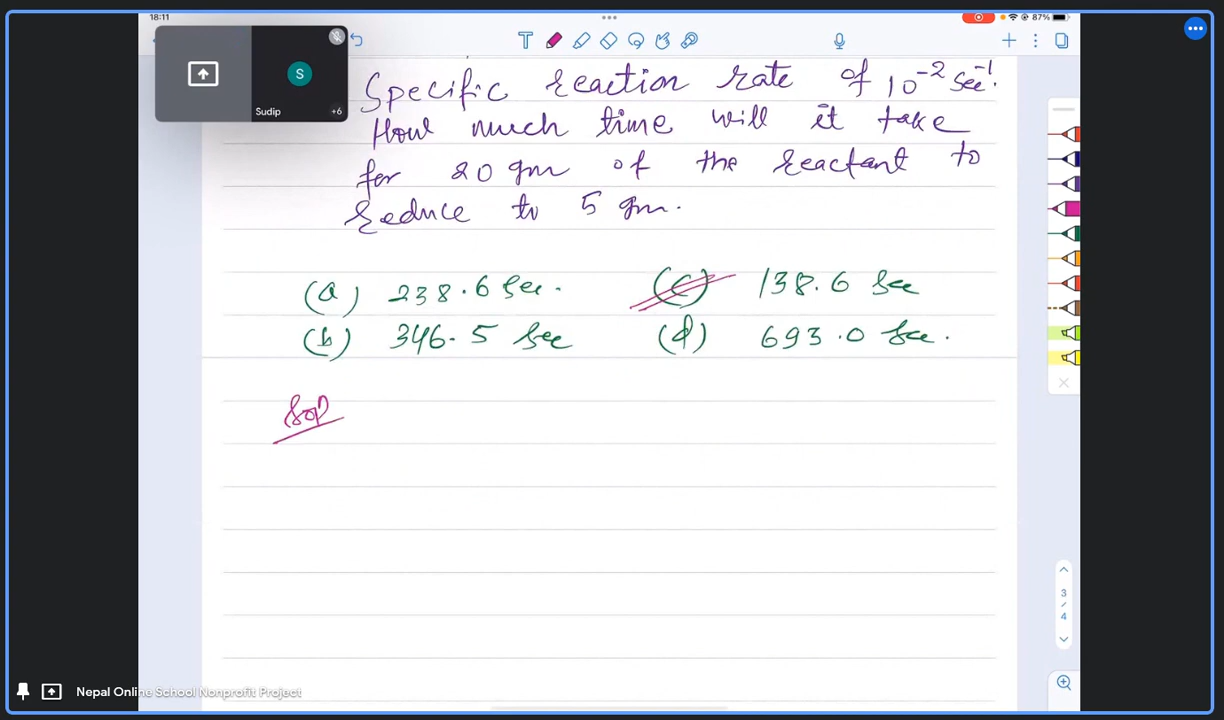 18:11
87%
T
S
Sudip
+6
Specific reaction rate of 10⁻² Sec⁻¹.
How much time will it take
for 20 gm of the reactant to
reduce to 5 gm.
(a) 238.6 Sec.
(c) 138.6 Sec
(b) 346.5 Sec
(d) 693.0 Sec.
Sol
3
/
4
Nepal Online School Nonprofit Project